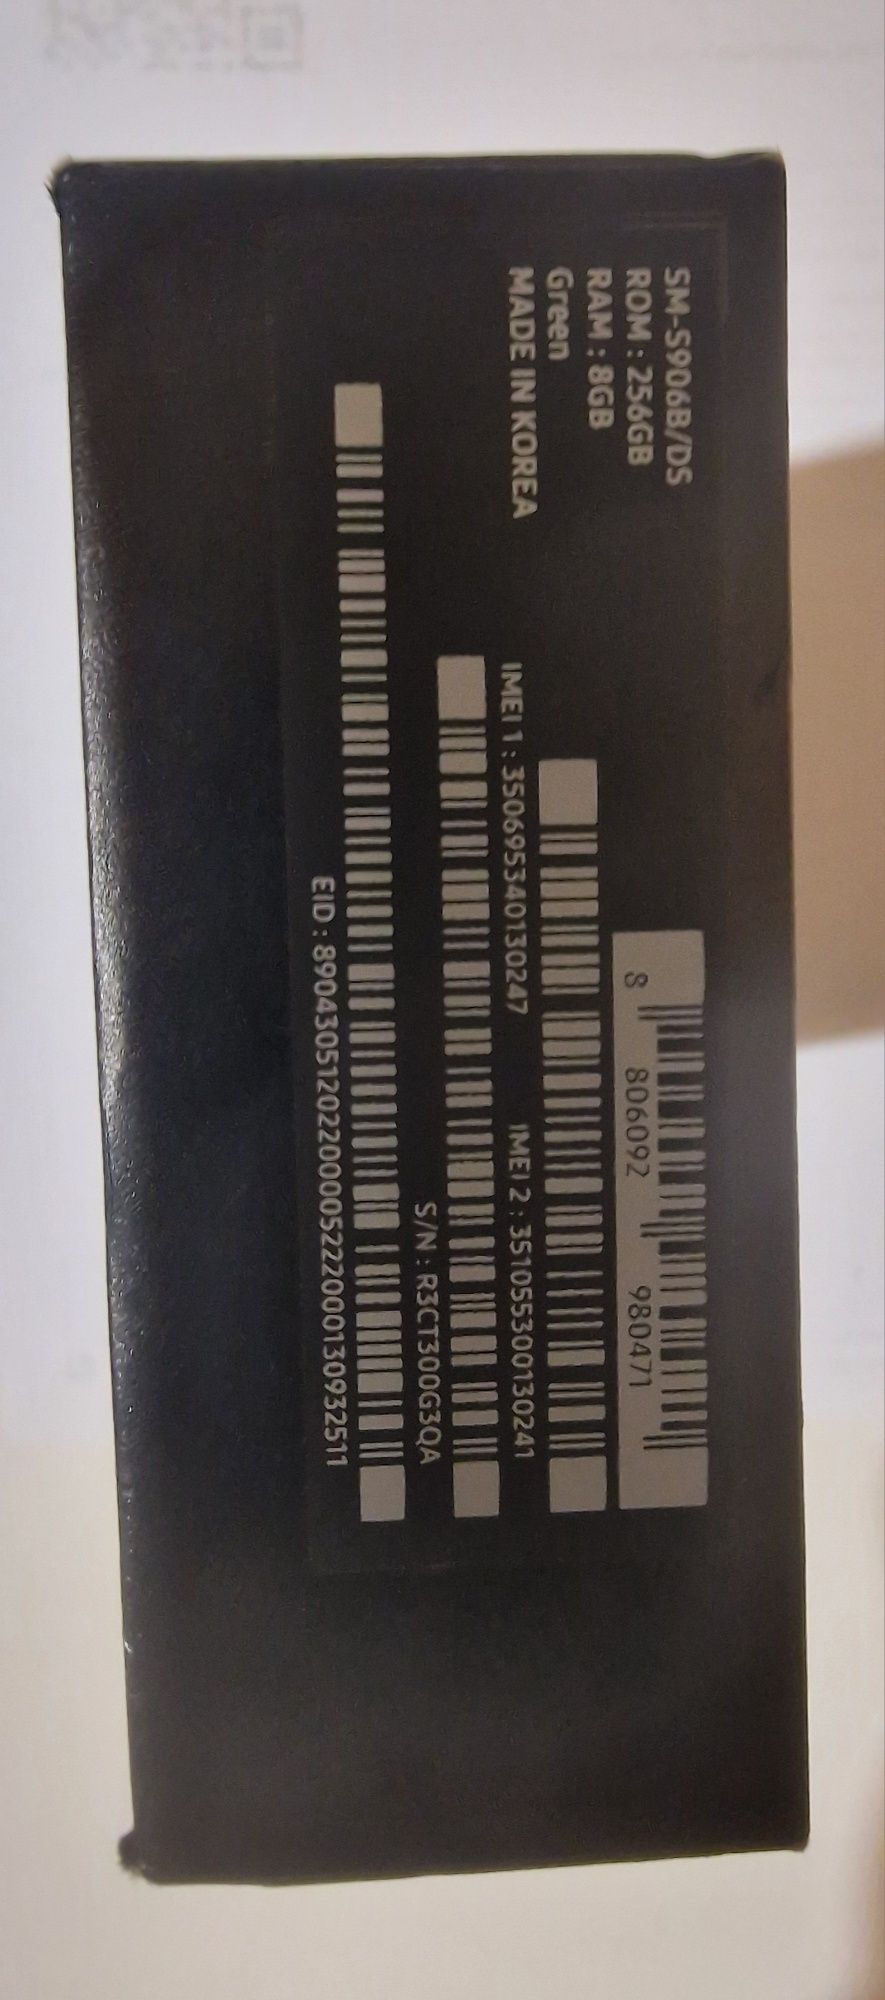 SM-S906B/DS
ROM : 256GB
RAM : 8GB
Green
MADE IN KOREA
8 806092 980471
IMEI 1 : 350695340130247 IMEI 2 : 351055300130241
S/N : R3CT300G3QA
EID : 89043051202200005222000130932511